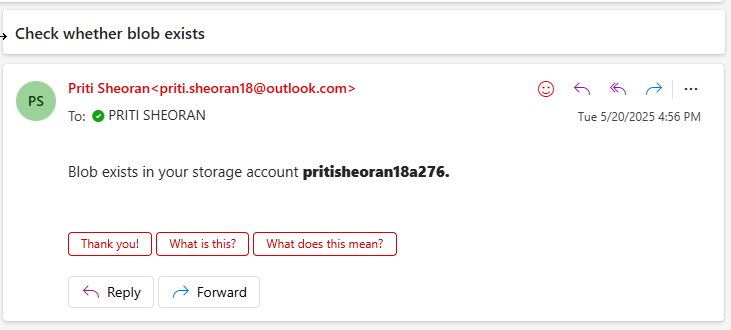 Check whether blob exists
PS
Priti Sheoran<priti.sheoran18@outlook.com>
To: PRITI SHEORAN
Tue 5/20/2025 4:56 PM
Blob exists in your storage account pritisheoran18a276.
Thank you!
What is this?
What does this mean?
Reply
Forward